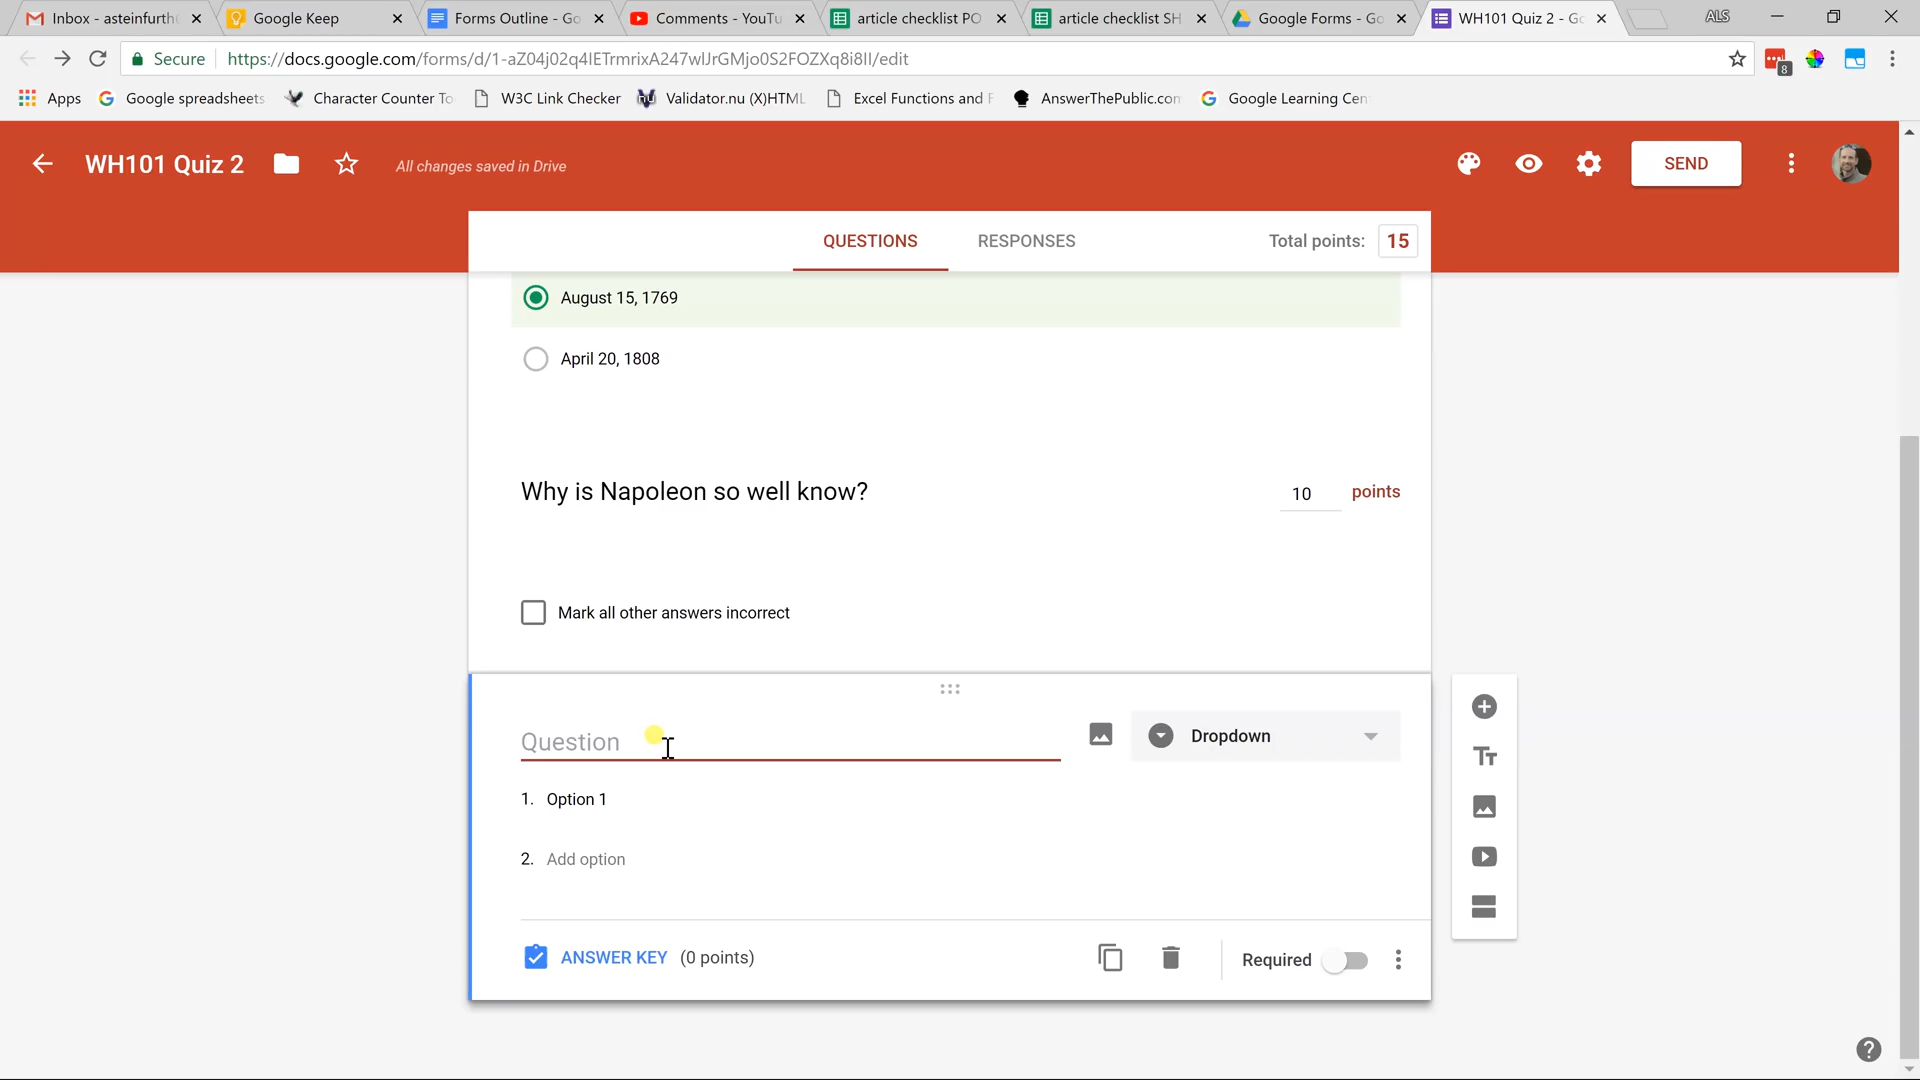 Inbox - asteinfurth
Google Keep
Forms Outline - Go
Comments - YouTu
article checklist PO
article checklist SH
Google Forms - Go
WH101 Quiz 2 - Go
ALS
Secure
https://docs.google.com/forms/d/1-aZ04j02q4IETrmrixA247wlJrGMjo0S2FOZXq8i8II/edit
8
Apps
Google spreadsheets
Character Counter To
W3C Link Checker
Validator.nu (X)HTML
Excel Functions and F
AnswerThePublic.com
Google Learning Cen
WH101 Quiz 2
All changes saved in Drive
SEND
QUESTIONS
RESPONSES
Total points: 15
August 15, 1769
April 20, 1808
Why is Napoleon so well know?
10 points
Mark all other answers incorrect
Question
Dropdown
1. Option 1
2. Add option
ANSWER KEY (0 points)
Required